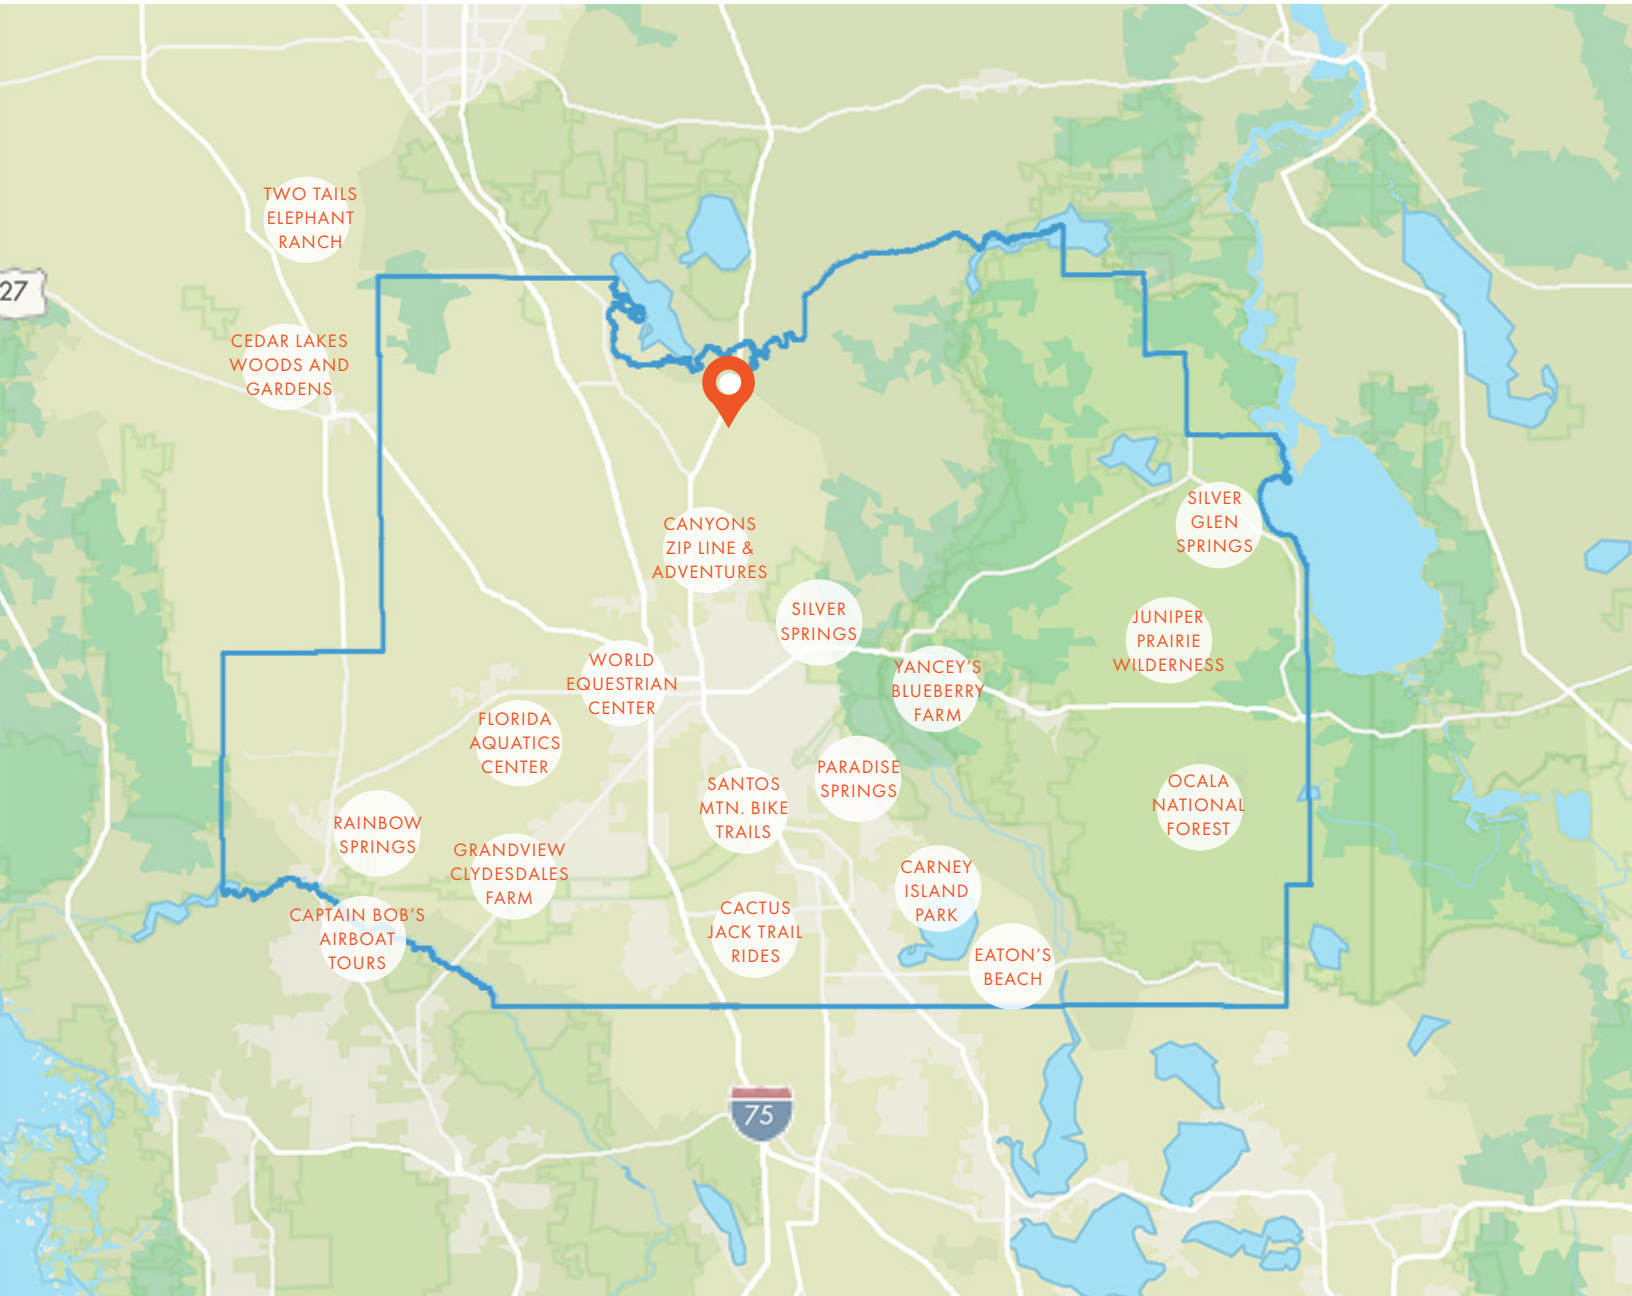 TWO TAILS
ELEPHANT
RANCH
27
CEDAR LAKES
WOODS AND
GARDENS
CANYONS
ZIP LINE &
ADVENTURES
SILVER
GLEN
SPRINGS
SILVER
SPRINGS
JUNIPER
PRAIRIE
WILDERNESS
WORLD
EQUESTRIAN
CENTER
YANCEY'S
BLUEBERRY
FARM
FLORIDA
AQUATICS
CENTER
PARADISE
SPRINGS
SANTOS
MTN. BIKE
TRAILS
OCALA
NATIONAL
FOREST
RAINBOW
SPRINGS
GRANDVIEW
CLYDESDALES
FARM
CARNEY
ISLAND
PARK
CAPTAIN BOB'S
AIRBOAT
TOURS
CACTUS
JACK TRAIL
RIDES
EATON'S
BEACH
75